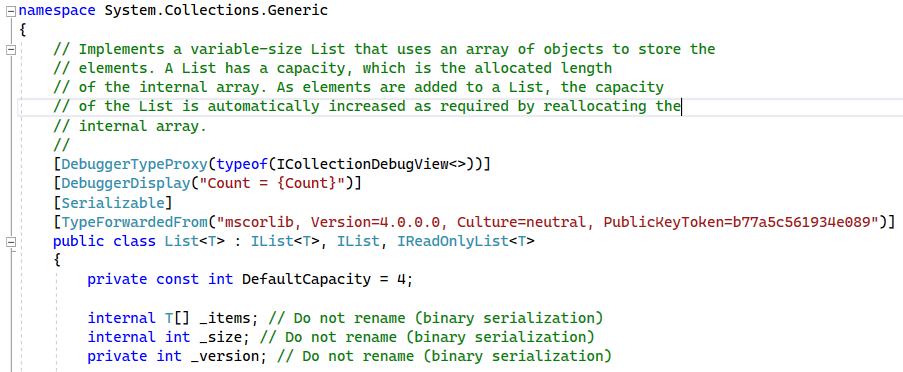 namespace System.Collections.Generic
{
// Implements a variable-size List that uses an array of objects to store the
// elements. A List has a capacity, which is the allocated length
// of the internal array. As elements are added to a List, the capacity
// of the List is automatically increased as required by reallocating the
// internal array.
//
[DebuggerTypeProxy(typeof(ICollectionDebugView<>))]
[DebuggerDisplay("Count = {Count}")]
[Serializable]
[TypeForwardedFrom("mscorlib, Version=4.0.0.0, Culture=neutral, PublicKeyToken=b77a5c561934e089")]
public class List<T> : IList<T>, IList, IReadOnlyList<T>
{
private const int DefaultCapacity = 4;
internal T[] _items; // Do not rename (binary serialization)
internal int _size; // Do not rename (binary serialization)
private int _version; // Do not rename (binary serialization)